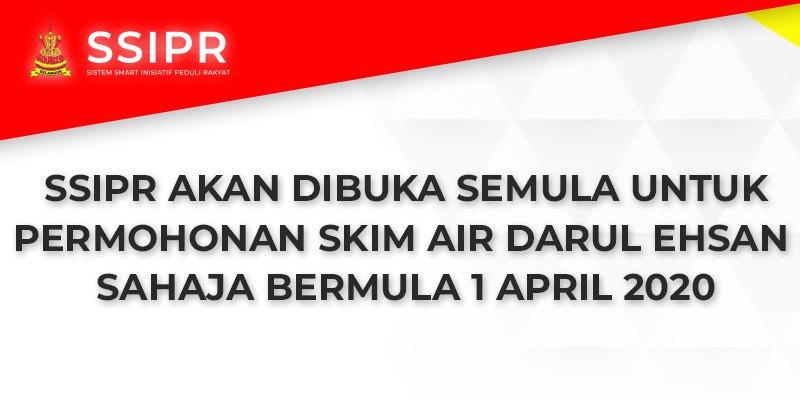 SSIPR
SISTEM SMART INISIATIF PEDULI RAKYAT
SSIPR AKAN DIBUKA SEMULA UNTUK
PERMOHONAN SKIM AIR DARUL EHSAN
SAHAJA BERMULA 1 APRIL 2020